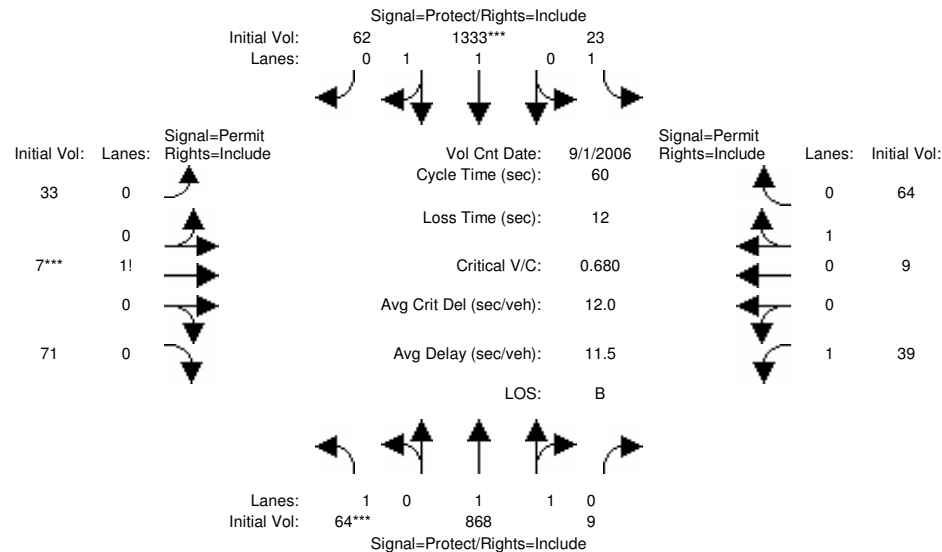 Signal=Protect/Rights=Include
Initial Vol: 62 1333*** 23
Lanes: 0 1 1 0 1
Signal=Permit Signal=Permit
Initial Vol: Lanes: Rights=Include Vol Cnt Date: 9/1/2006 Rights=Include Lanes: Initial Vol:
Cycle Time (sec): 60
33 0 0 64
Loss Time (sec): 12
0 1
7*** 1! Critical V/C: 0.680 0 9
0 Avg Crit Del (sec/veh): 12.0 0
71 0 Avg Delay (sec/veh): 11.5 1 39
LOS: B
Lanes: 1 0 1 1 0
Initial Vol: 64*** 868 9
Signal=Protect/Rights=Include